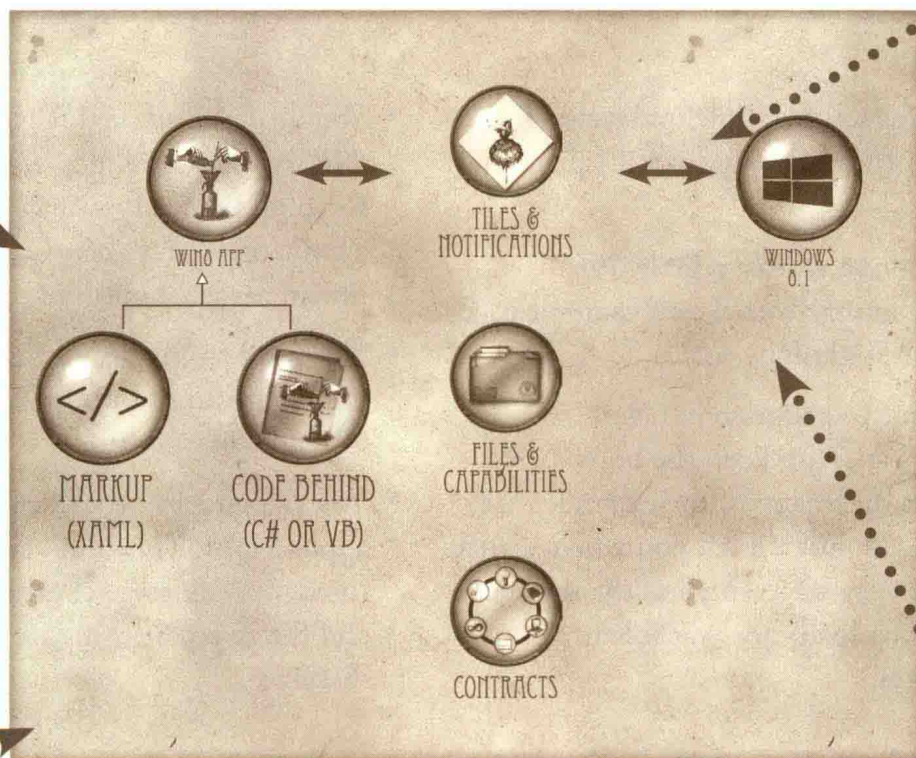 WIN8 APP
TILES &
NOTIFICATIONS
WINDOWS
8.1
</>
MARKUP
(XAML)
CODE BEHIND
(C# OR VB)
FILES &
CAPABILITIES
CONTRACTS